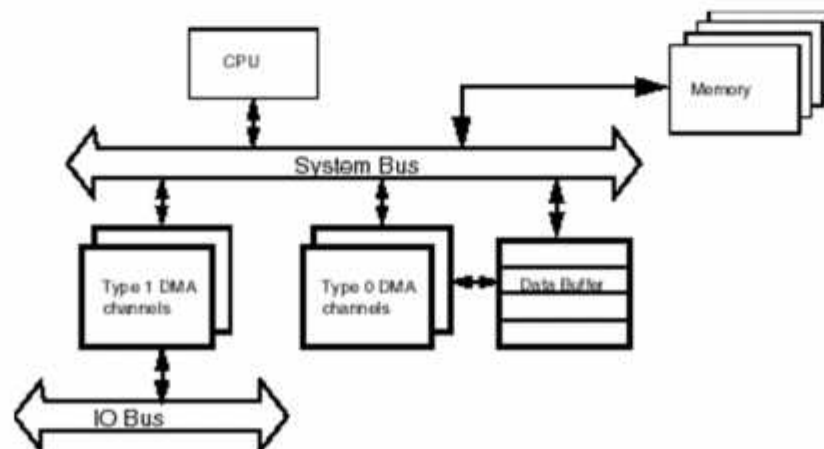 CPU
Memory
System Bus
Type 1 DMA
channels
Type 0 DMA
channels
Data Buffer
IO Bus